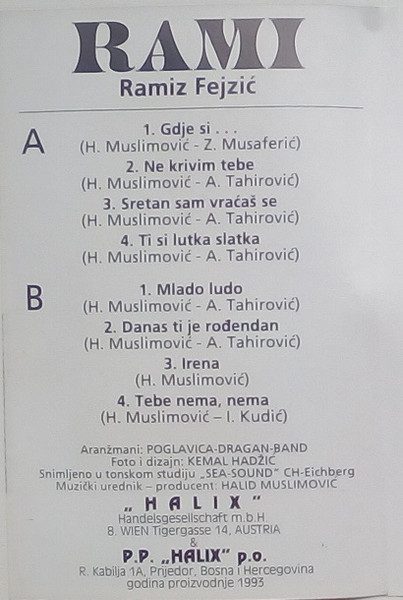 RAMI
Ramiz Fejzić
A
1. Gdje si . . .
(H. Muslimović - Z. Musaferić)
2. Ne krivim tebe
(H. Muslimović - A. Tahirović)
3. Sretan sam vraćaš se
(H. Muslimović - A. Tahirović)
4. Ti si lutka slatka
(H. Muslimović - A. Tahirović)
B
1. Mlado ludo
(H. Muslimović - A. Tahirović)
2. Danas ti je rođendan
(H. Muslimović - A. Tahirović)
3. Irena
(H. Muslimović)
4. Tebe nema, nema
(H. Muslimović – I. Kudić)
Aranžmani: POGLAVICA-DRAGAN-BAND
Foto i dizajn: KEMAL HADŽIĆ
Snimljeno u tonskom studiju „SEA-SOUND" CH-Eichberg
Muzički urednik – producent: HALID MUSLIMOVIĆ
„ H A L I X "
Handelsgesellschaft m.b.H.
8. WIEN Tigergasse 14, AUSTRIA
&
P.P. „HALIX" p.o.
R. Kabilja 1A, Prijedor, Bosna i Hercegovina
godina proizvodnje 1993